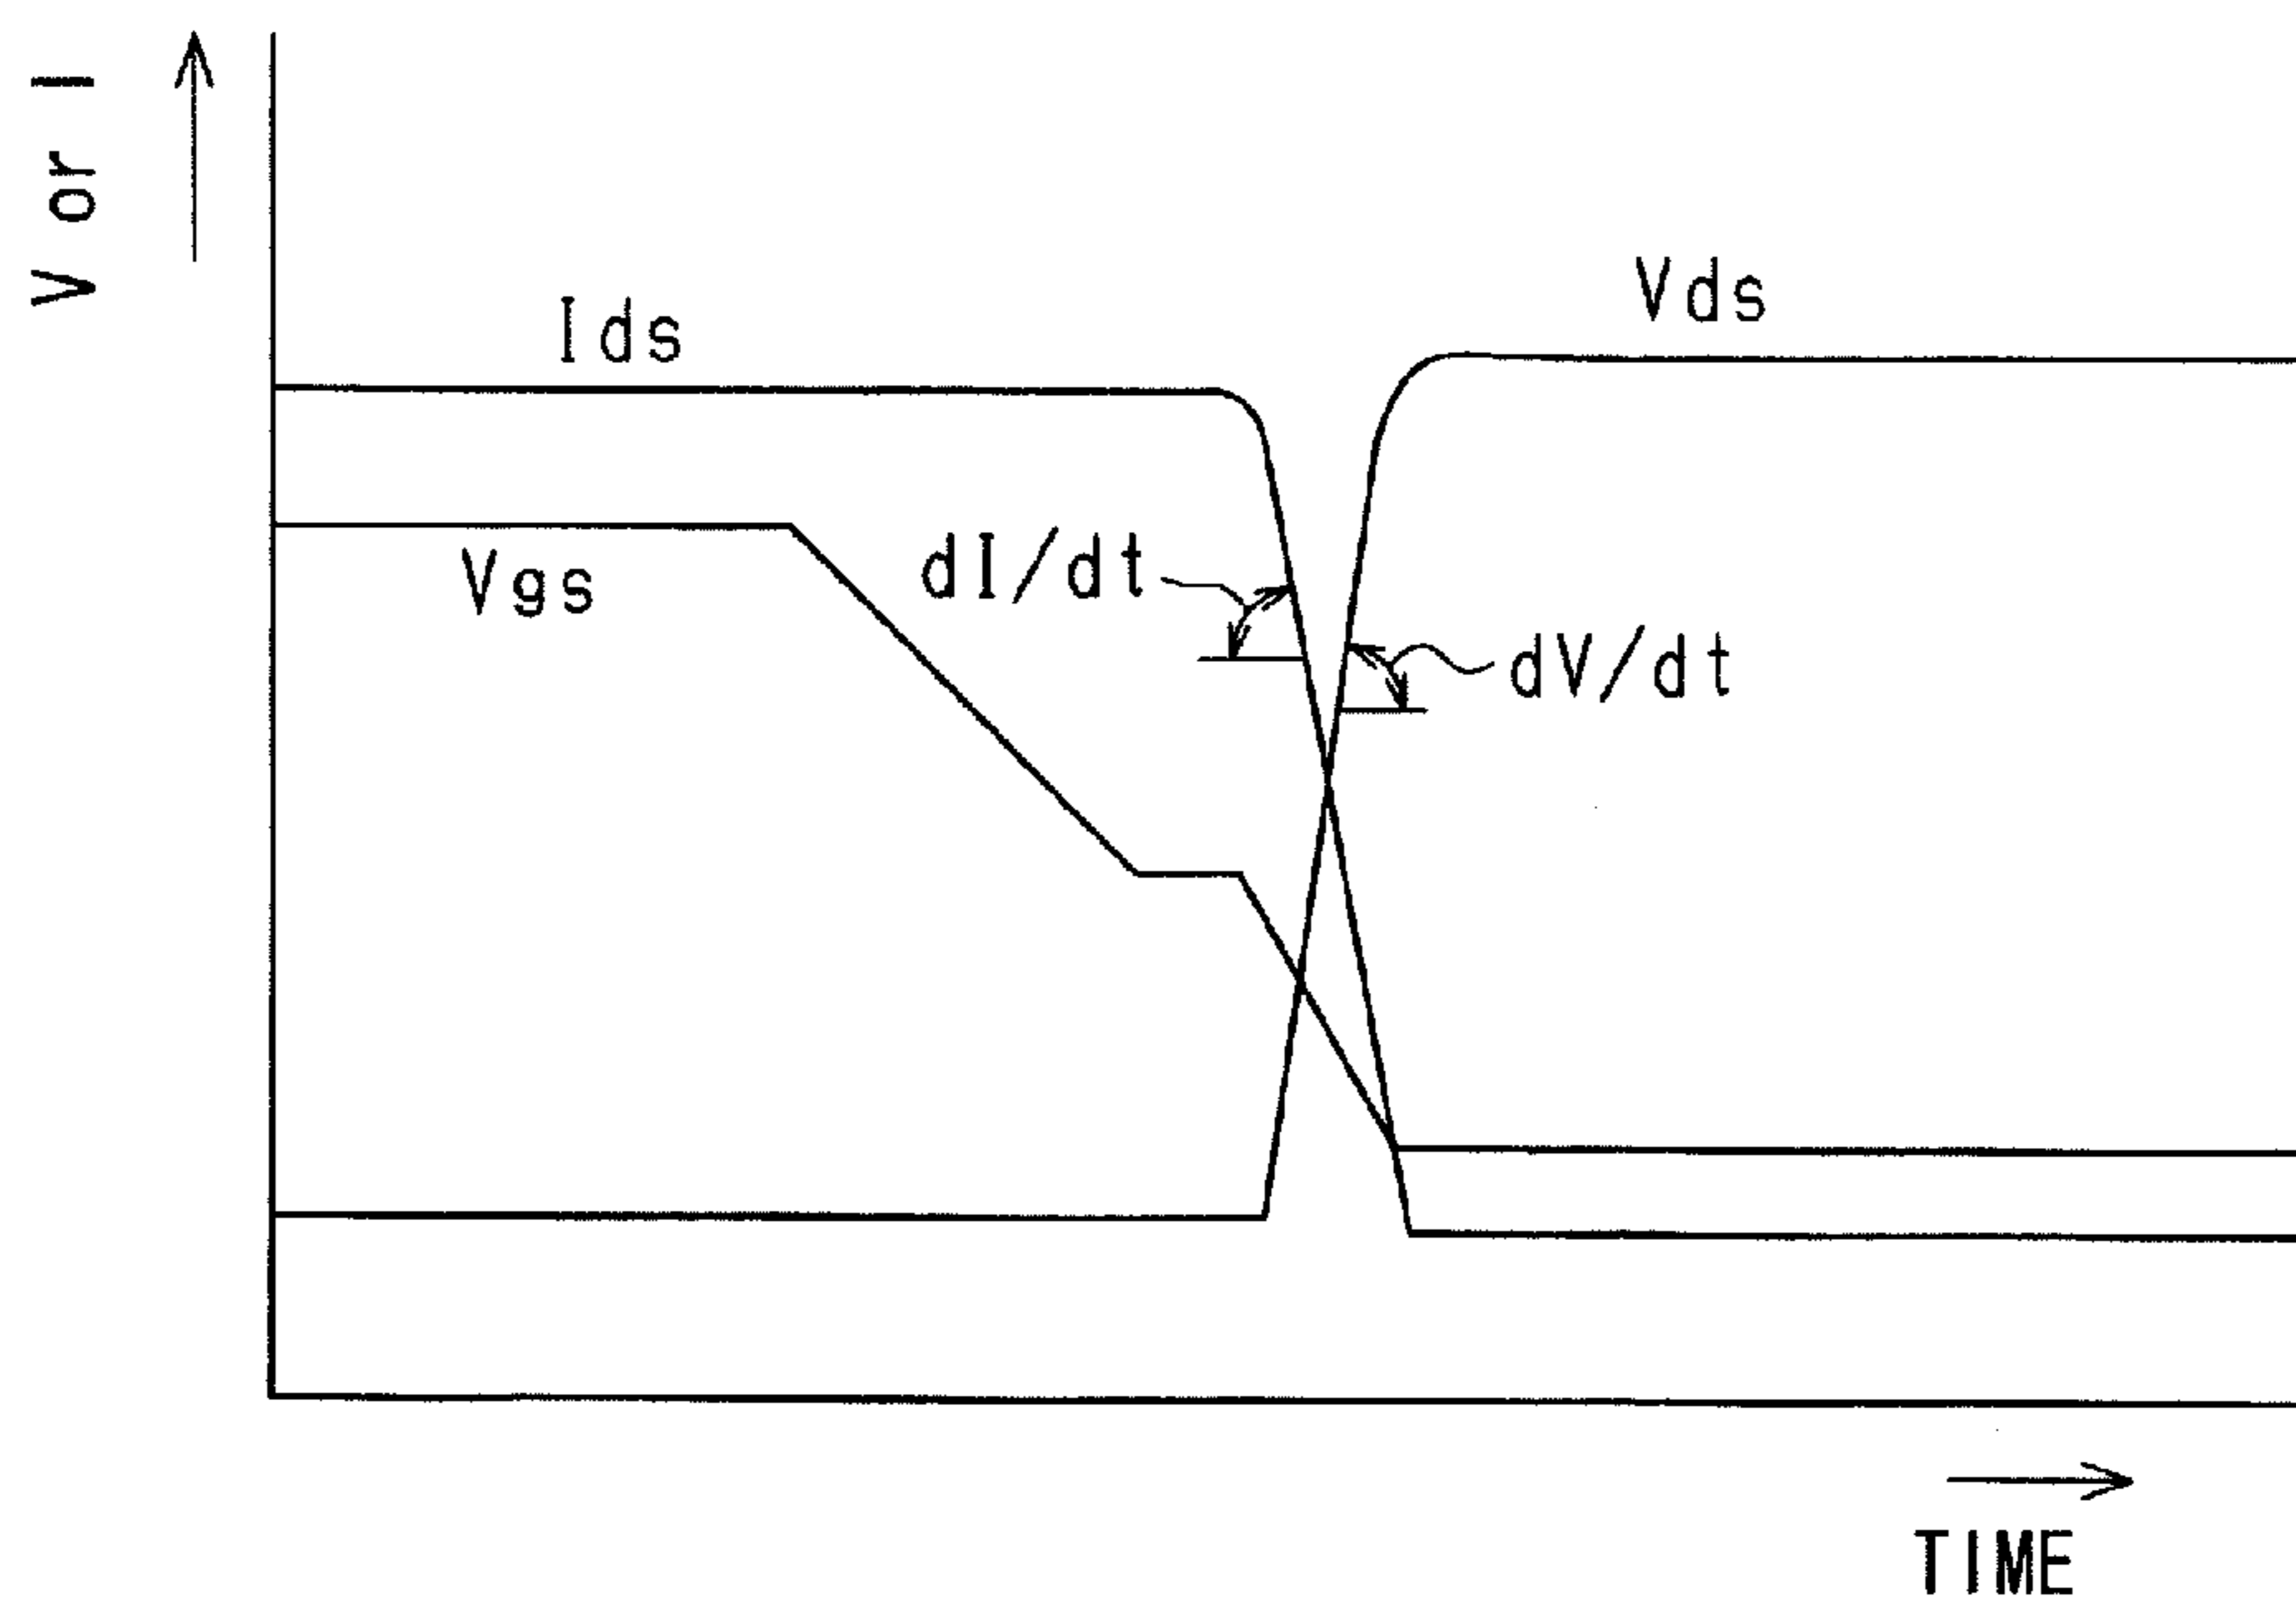 V or I
Ids
Vds
Vgs
dI/dt
dV/dt
TIME